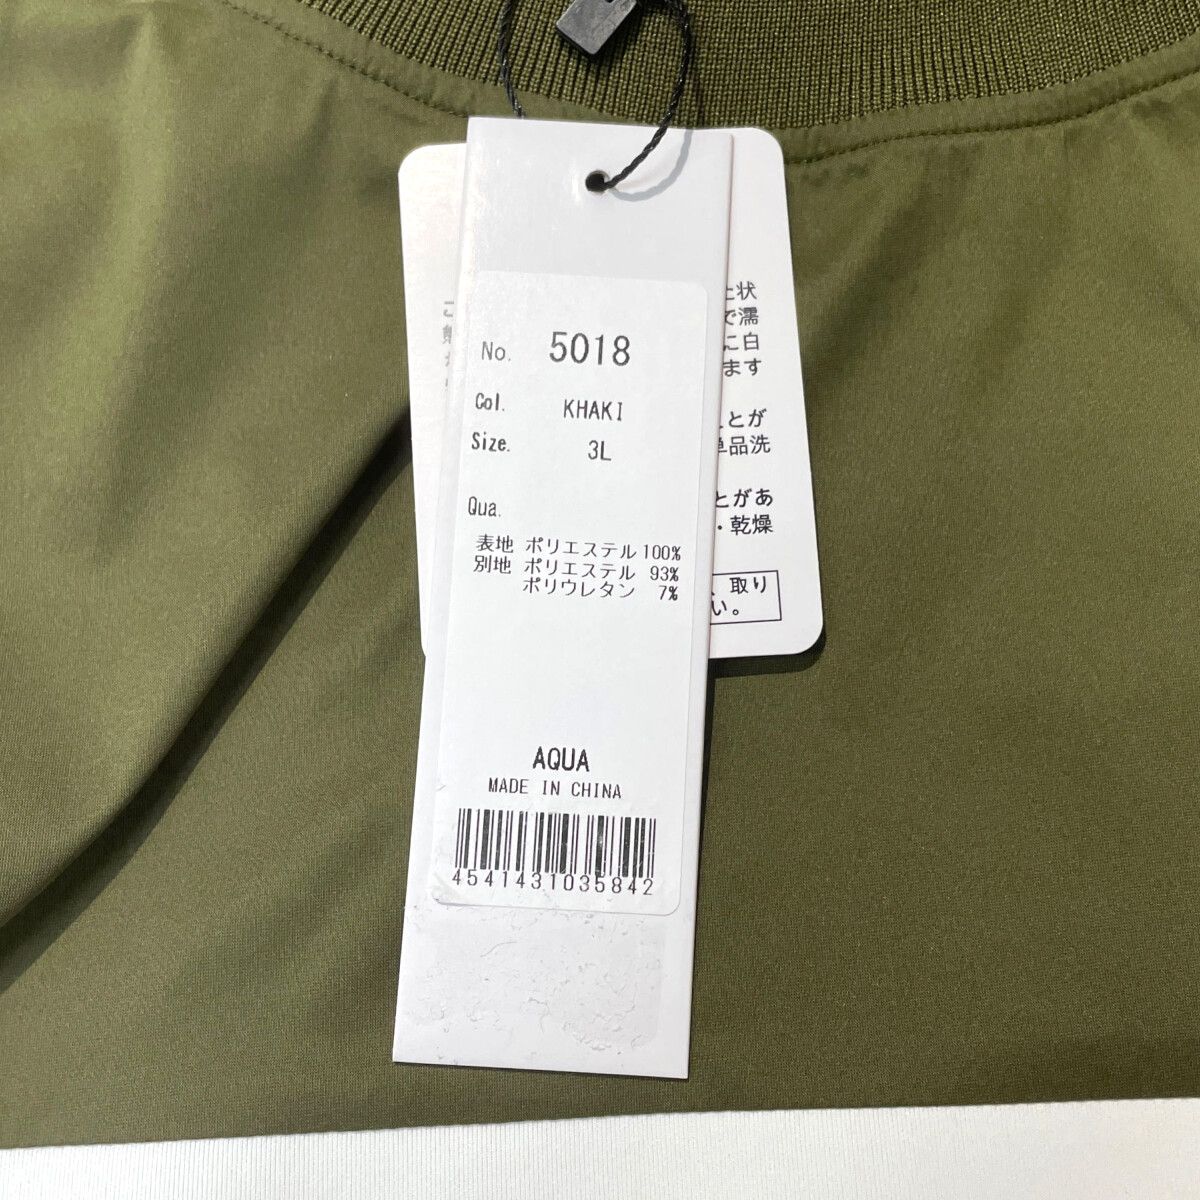 No. 5018
Col. KHAKI
Size. 3L
Qua.
表地 ポリエステル 100%
別地 ポリエステル 93%
ポリウレタン 7%
AQUA
MADE IN CHINA
4541431035842
状
で濡
に白
ます
とが
単品洗
とがあ
・乾燥
、取り
い。